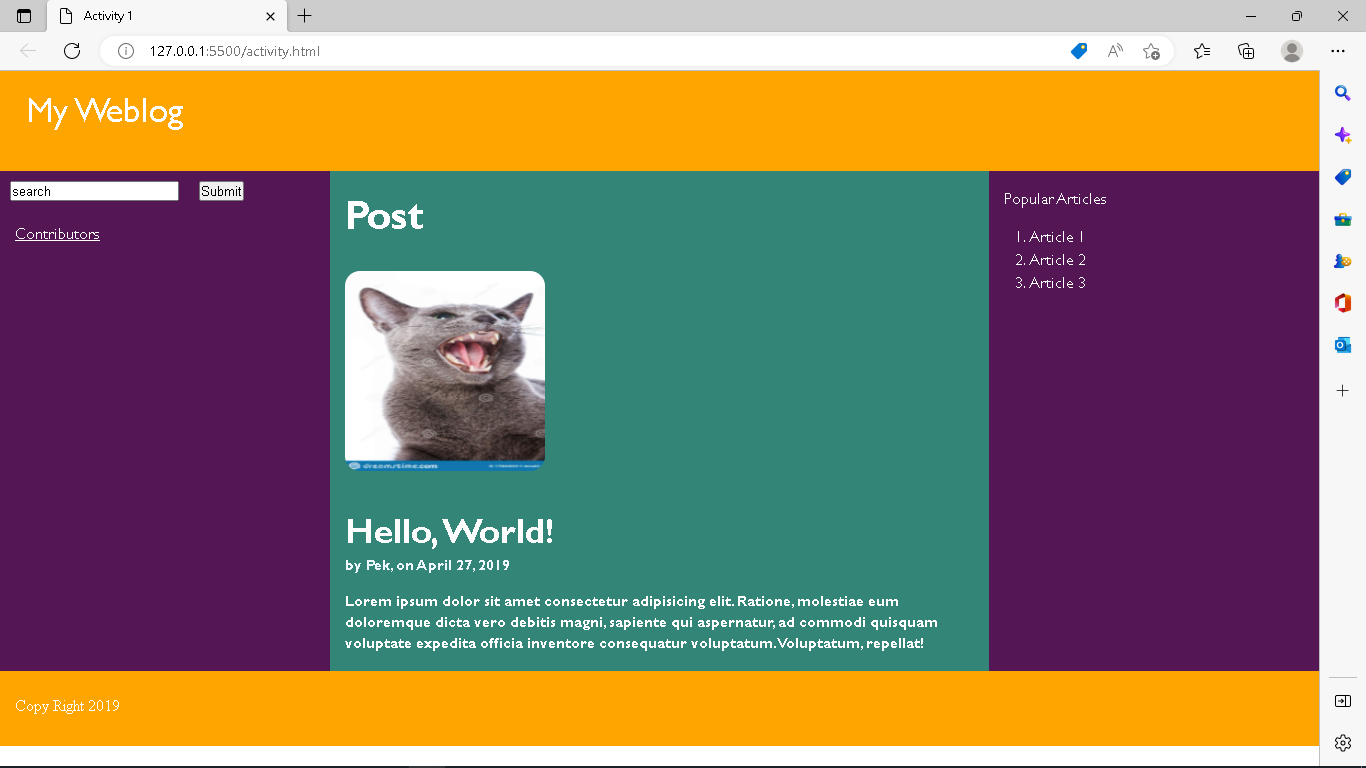 Activity 1
127.0.0.1:5500/activity.html
My Weblog
search
Submit
Contributors
Post
dreamstime.com
Hello, World!
by Pek, on April 27, 2019
Lorem ipsum dolor sit amet consectetur adipisicing elit. Ratione, molestiae eum
doloremque dicta vero debitis magni, sapiente qui aspernatur, ad commodi quisquam
voluptate expedita officia inventore consequatur voluptatum. Voluptatum, repellat!
Popular Articles
1. Article 1
2. Article 2
3. Article 3
Copy Right 2019